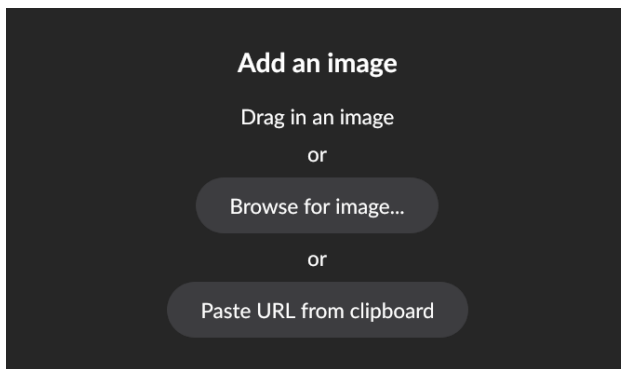 Add an image
Drag in an image
or
Browse for image...
or
Paste URL from clipboard